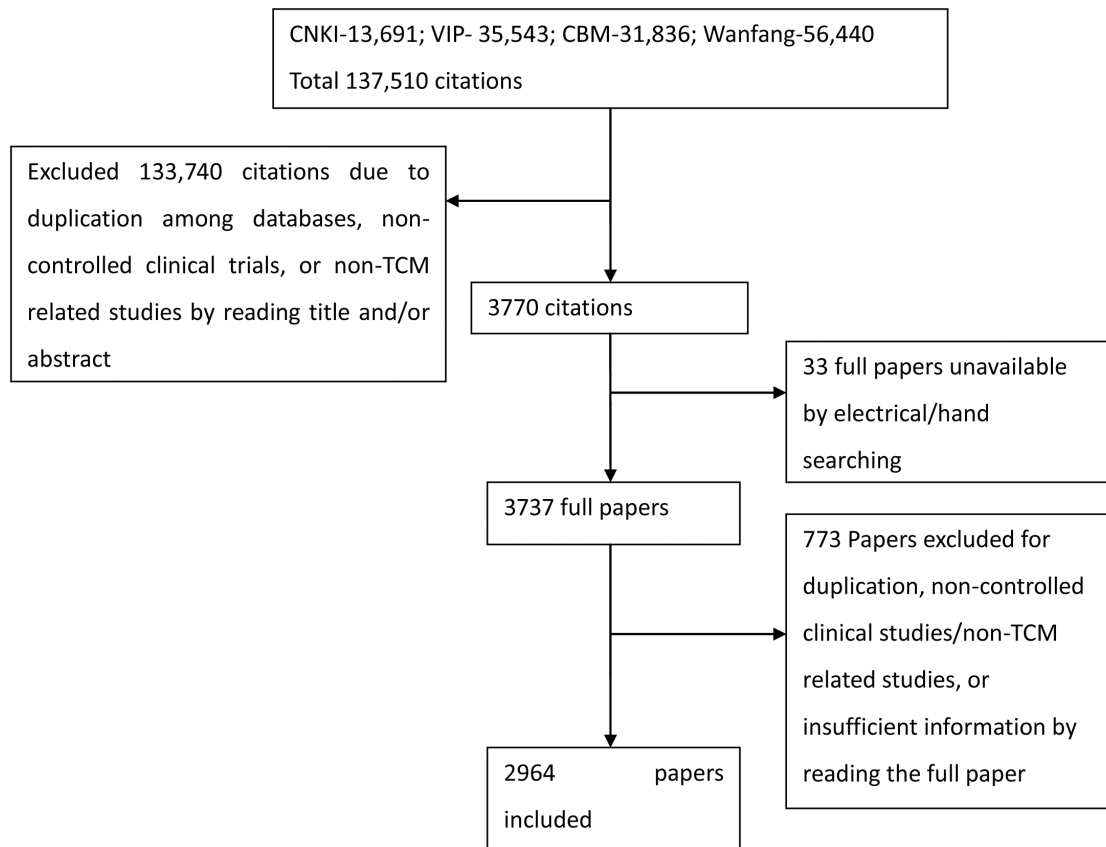 CNKI-13,691; VIP- 35,543; CBM-31,836; Wanfang-56,440
Total 137,510 citations
Excluded 133,740 citations due to
duplication among databases, non-
controlled clinical trials, or non-TCM
related studies by reading title and/or
abstract
3770 citations
33 full papers unavailable
by electrical/hand
searching
3737 full papers
773 Papers excluded for
duplication, non-controlled
clinical studies/non-TCM
related studies, or
insufficient information by
reading the full paper
2964 papers
included